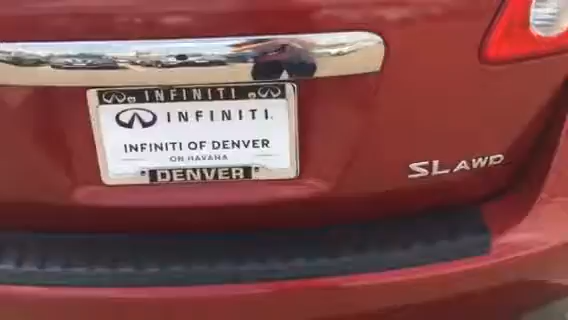 INFINITI
INFINITI
INFINITI OF DENVER
ON HAVANA
DENVER
SL AWD